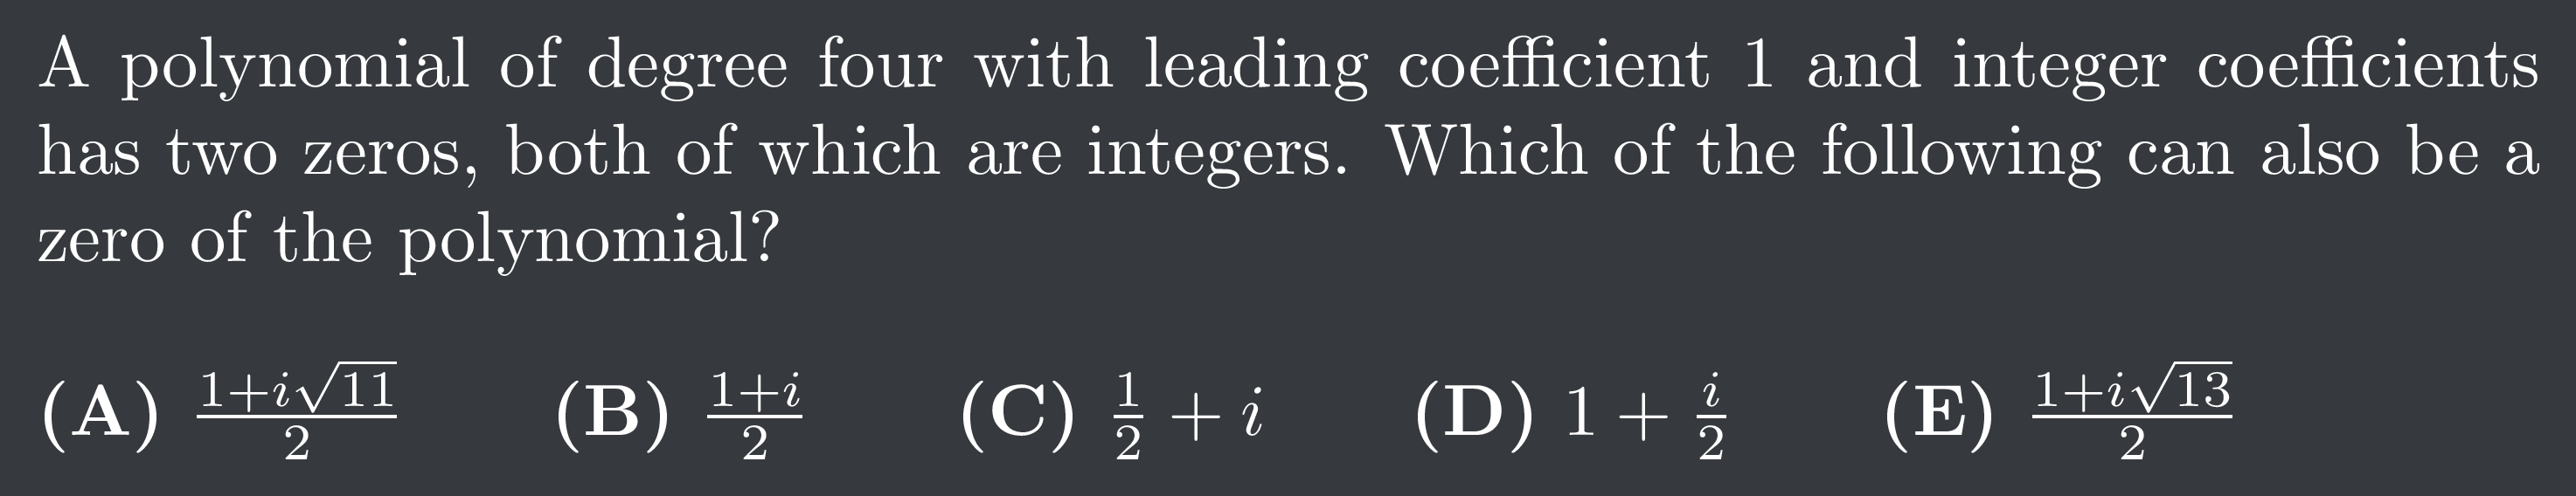 A polynomial of degree four with leading coefficient 1 and integer coefficients
has two zeros, both of which are integers. Which of the following can also be a
zero of the polynomial?
(A) $\frac{1+i\sqrt{11}}{2}$ (B) $\frac{1+i}{2}$ (C) $\frac{1}{2}+i$ (D) $1+\frac{i}{2}$ (E) $\frac{1+i\sqrt{13}}{2}$